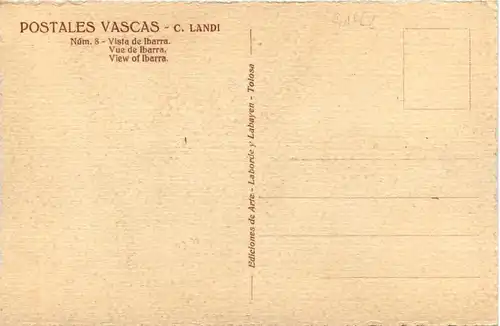 POSTALES VASCAS - C. LANDI
Núm. 8 - Vista de Ibarra.
Vue de Ibarra.
View of Ibarra.
Ediciones de Arte - Laborde y Labayen - Tolosa